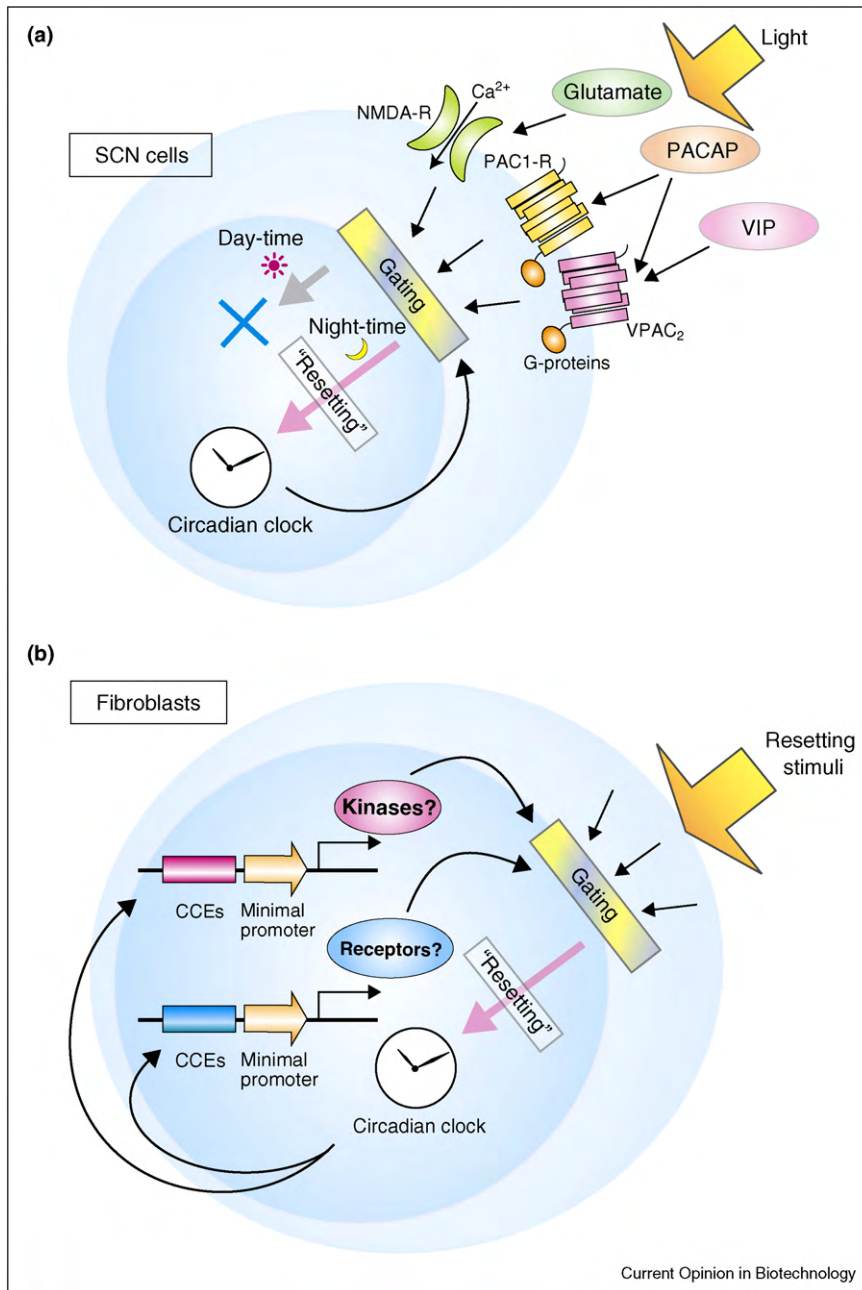 (a)
Light
Ca²⁺
Glutamate
NMDA-R
SCN cells
PACAP
PAC1-R
VIP
Day-time
Gating
Night-time
VPAC₂
G-proteins
"Resetting"
Circadian clock
(b)
Fibroblasts
Resetting
stimuli
Kinases?
CCEs
Minimal
promoter
Gating
Receptors?
"Resetting"
CCEs
Minimal
promoter
Circadian clock
Current Opinion in Biotechnology